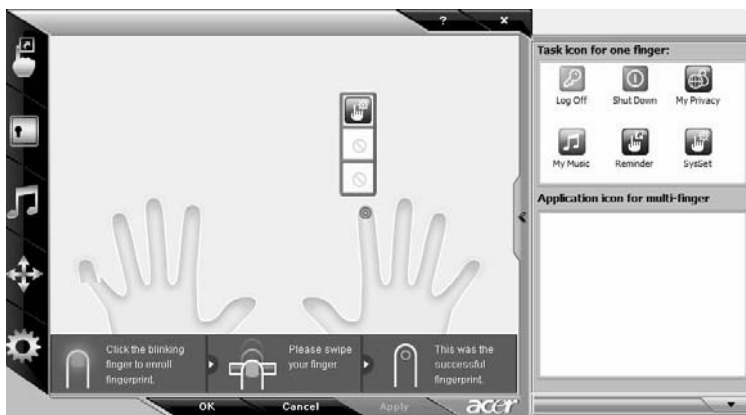 ? x
Task icon for one finger:
Log Off Shut Down My Privacy
My Music Reminder SysSet
Application icon for multi-finger
Click the blinking
finger to enroll
fingerprint.
Please swipe
your finger.
This was the
successful
fingerprint.
OK Cancel Apply acer